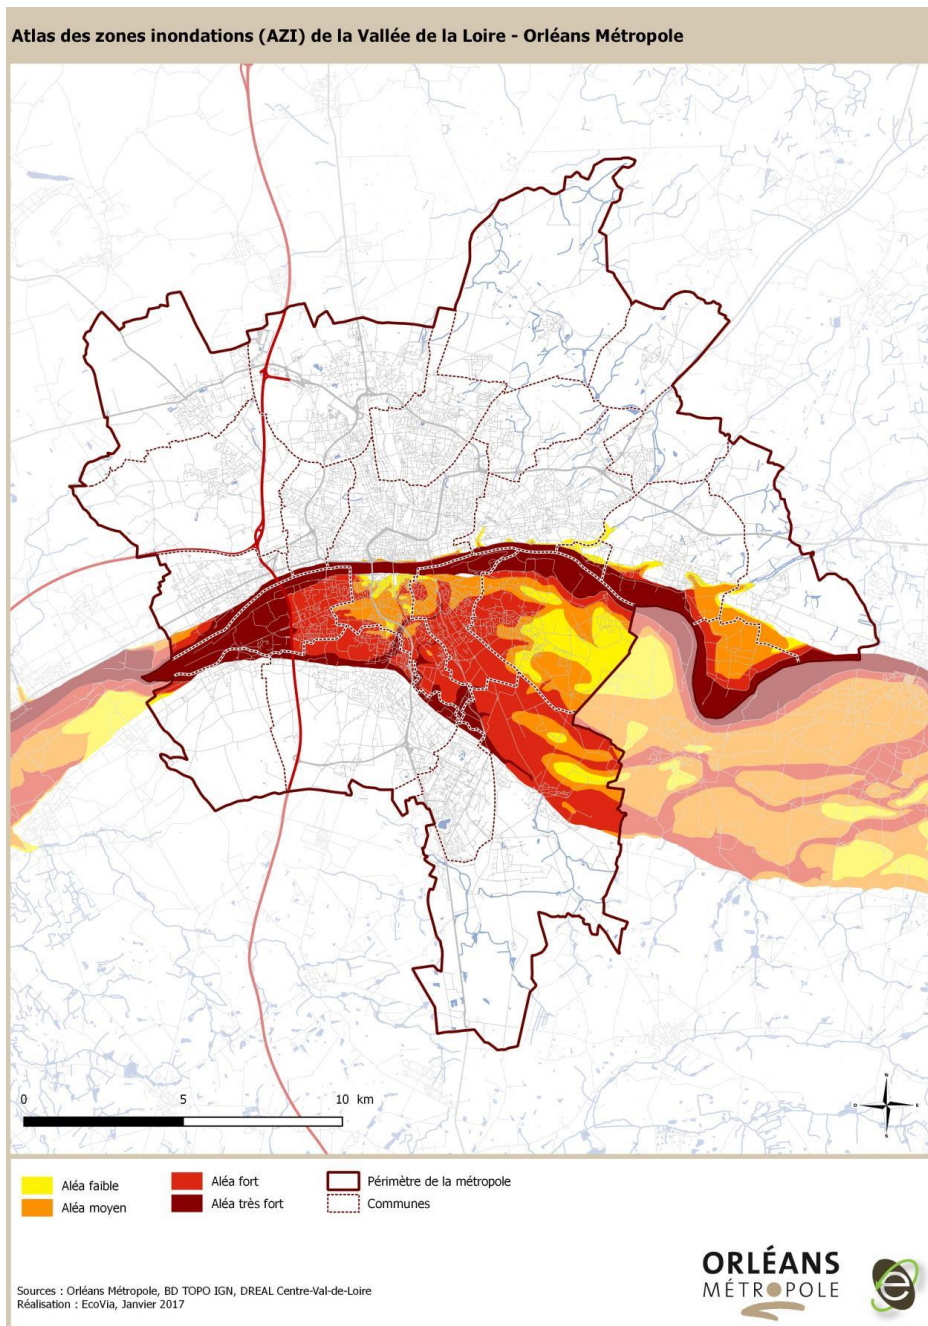 Atlas des zones inondations (AZI) de la Vallée de la Loire - Orléans Métropole
0 5 10 km
N
O E
S
Aléa faible
Aléa moyen
Aléa fort
Aléa très fort
Périmètre de la métropole
Communes
Sources : Orléans Métropole, BD TOPO IGN, DREAL Centre-Val-de-Loire
Réalisation : EcoVia, Janvier 2017
ORLÉANS
MÉTROPOLE
e